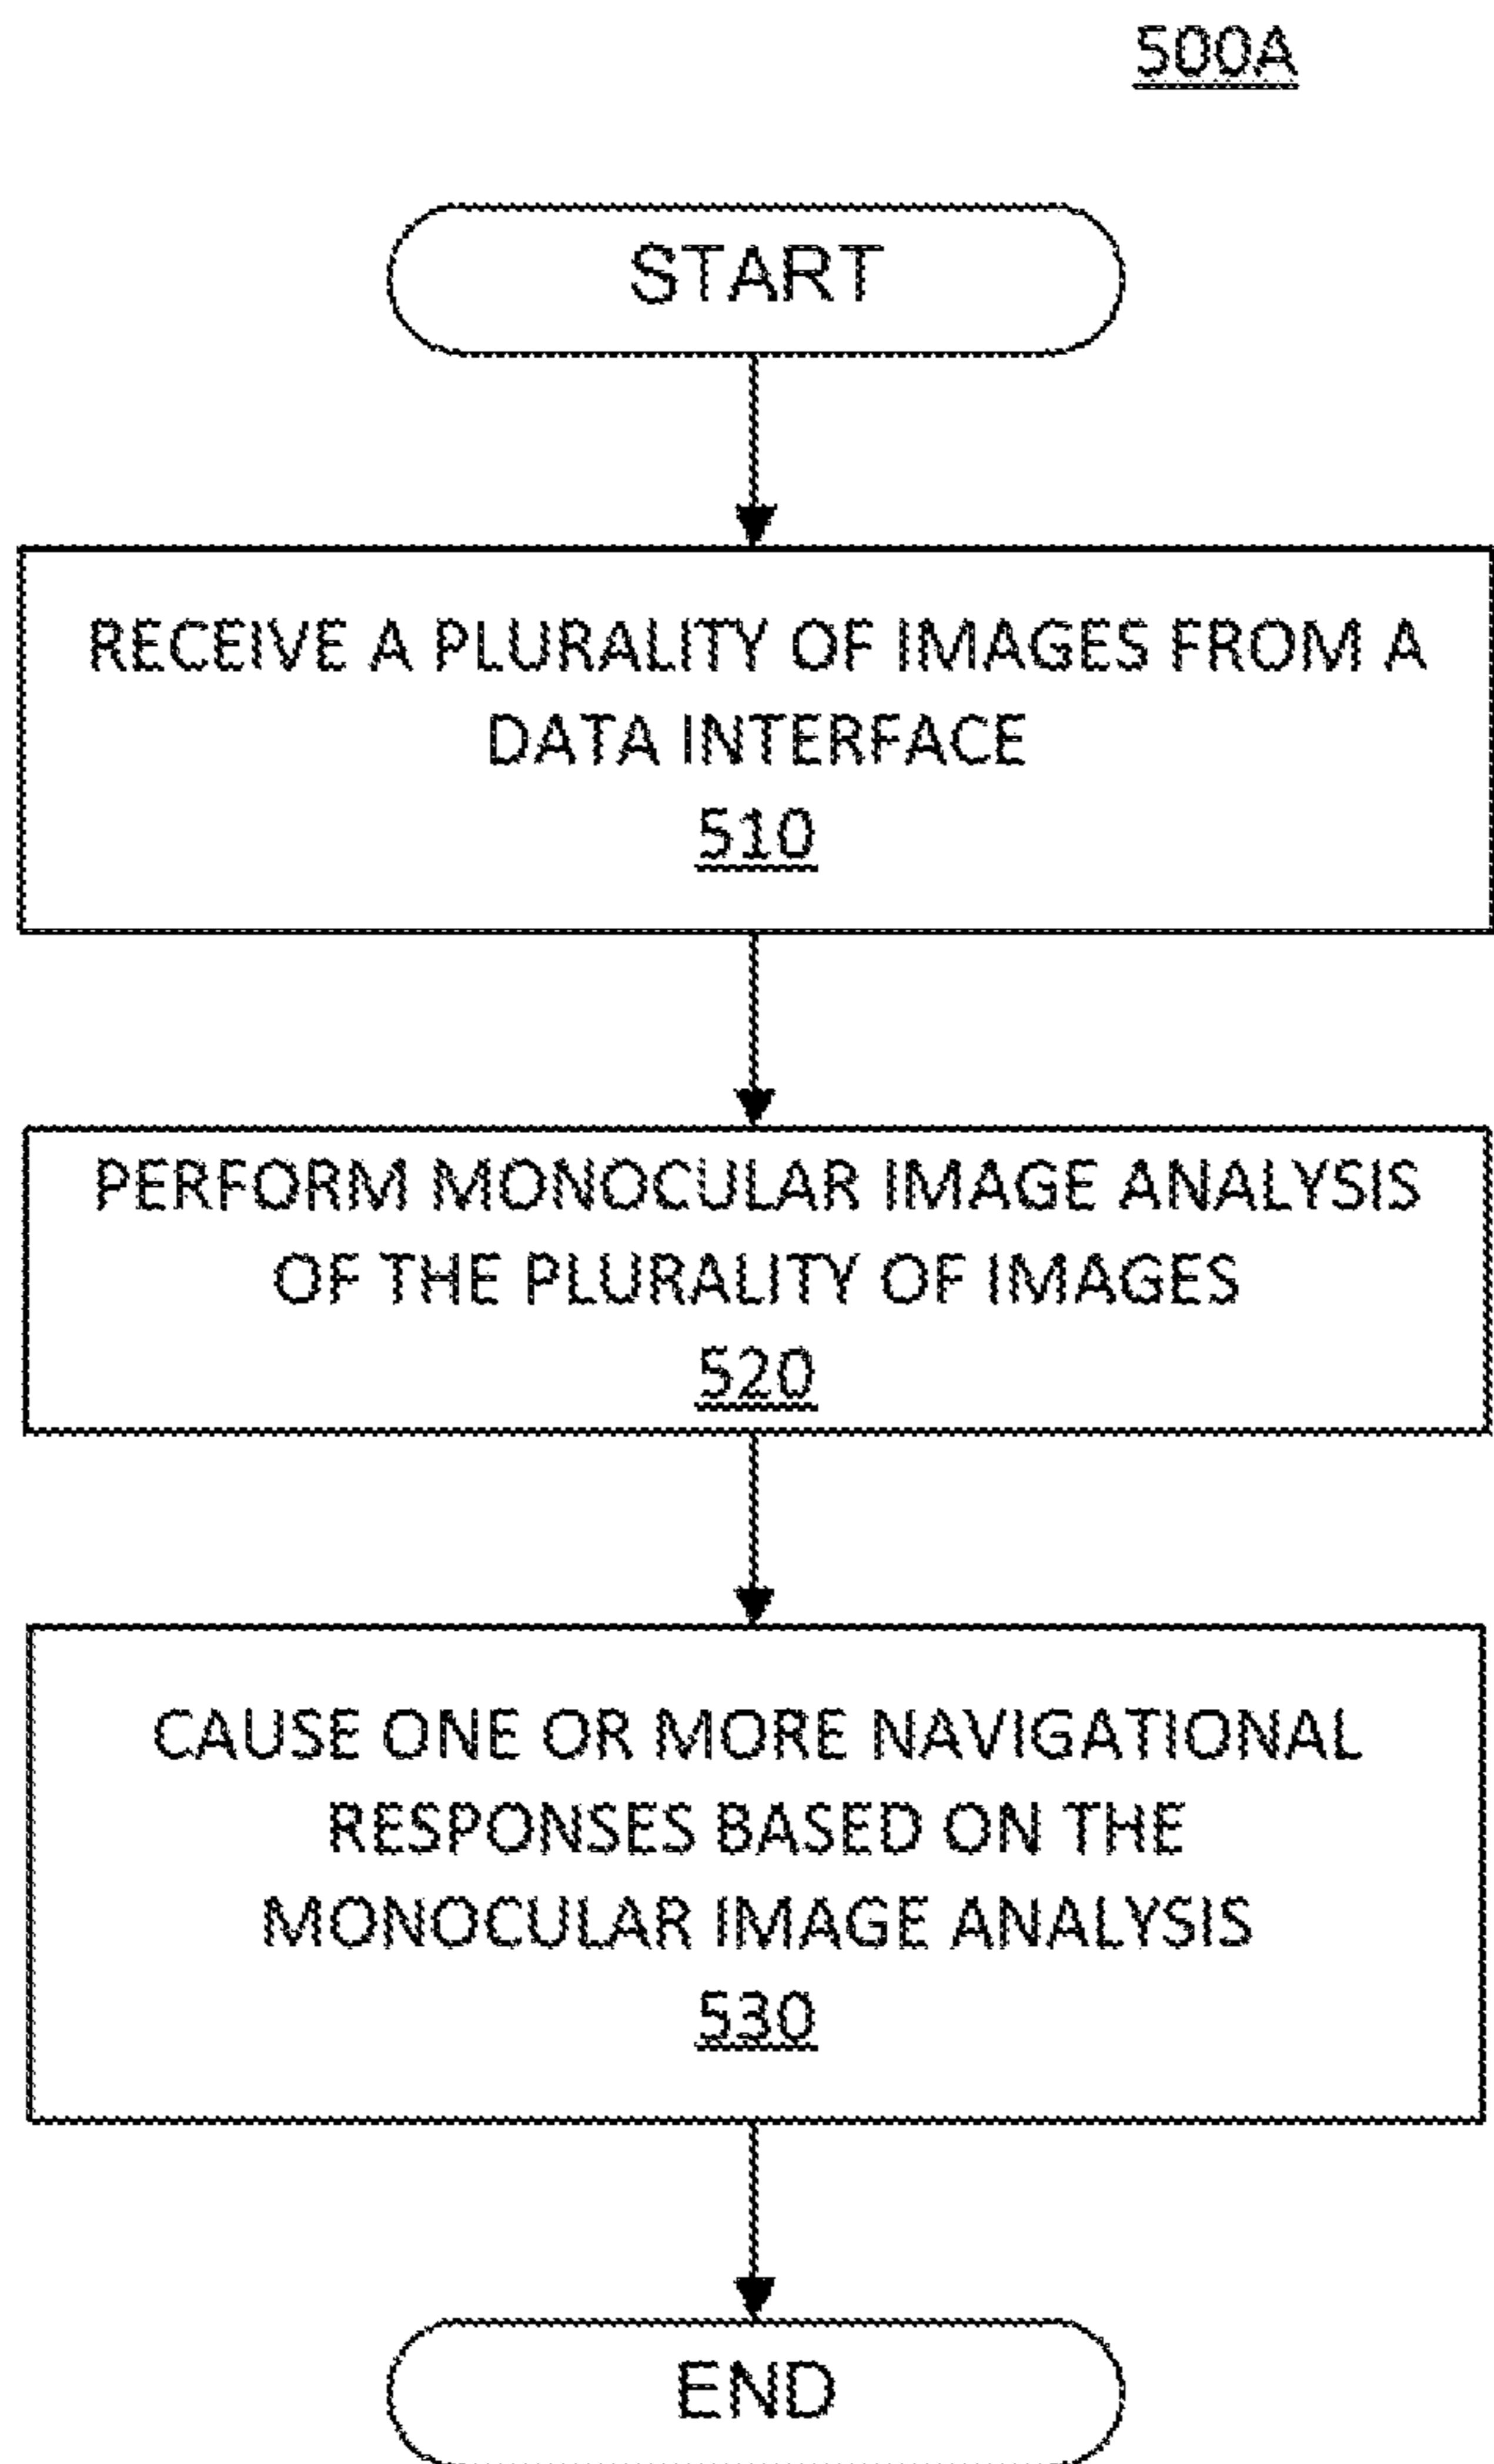 500A
START
RECEIVE A PLURALITY OF IMAGES FROM A
DATA INTERFACE
510
PERFORM MONOCULAR IMAGE ANALYSIS
OF THE PLURALITY OF IMAGES
520
CAUSE ONE OR MORE NAVIGATIONAL
RESPONSES BASED ON THE
MONOCULAR IMAGE ANALYSIS
530
END